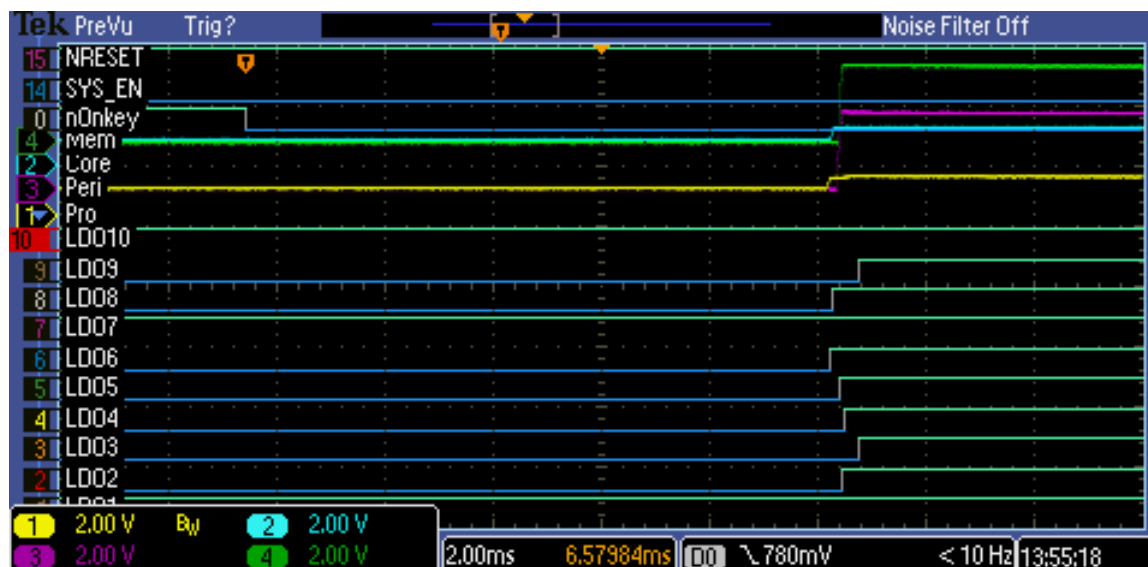 Tek PreVu Trig? Noise Filter Off
T
T
15 NRESET
14 SYS_EN
0 nOnkey
4 Mem
2 Core
3 Peri
1 Pro
10 LDO10
9 LDO9
8 LDO8
7 LDO7
6 LDO6
5 LDO5
4 LDO4
3 LDO3
2 LDO2
LDO1
1 2.00 V BW 2 2.00 V
3 2.00 V 4 2.00 V
2.00ms 6.57984ms D0 780mV < 10 Hz 13:55:18